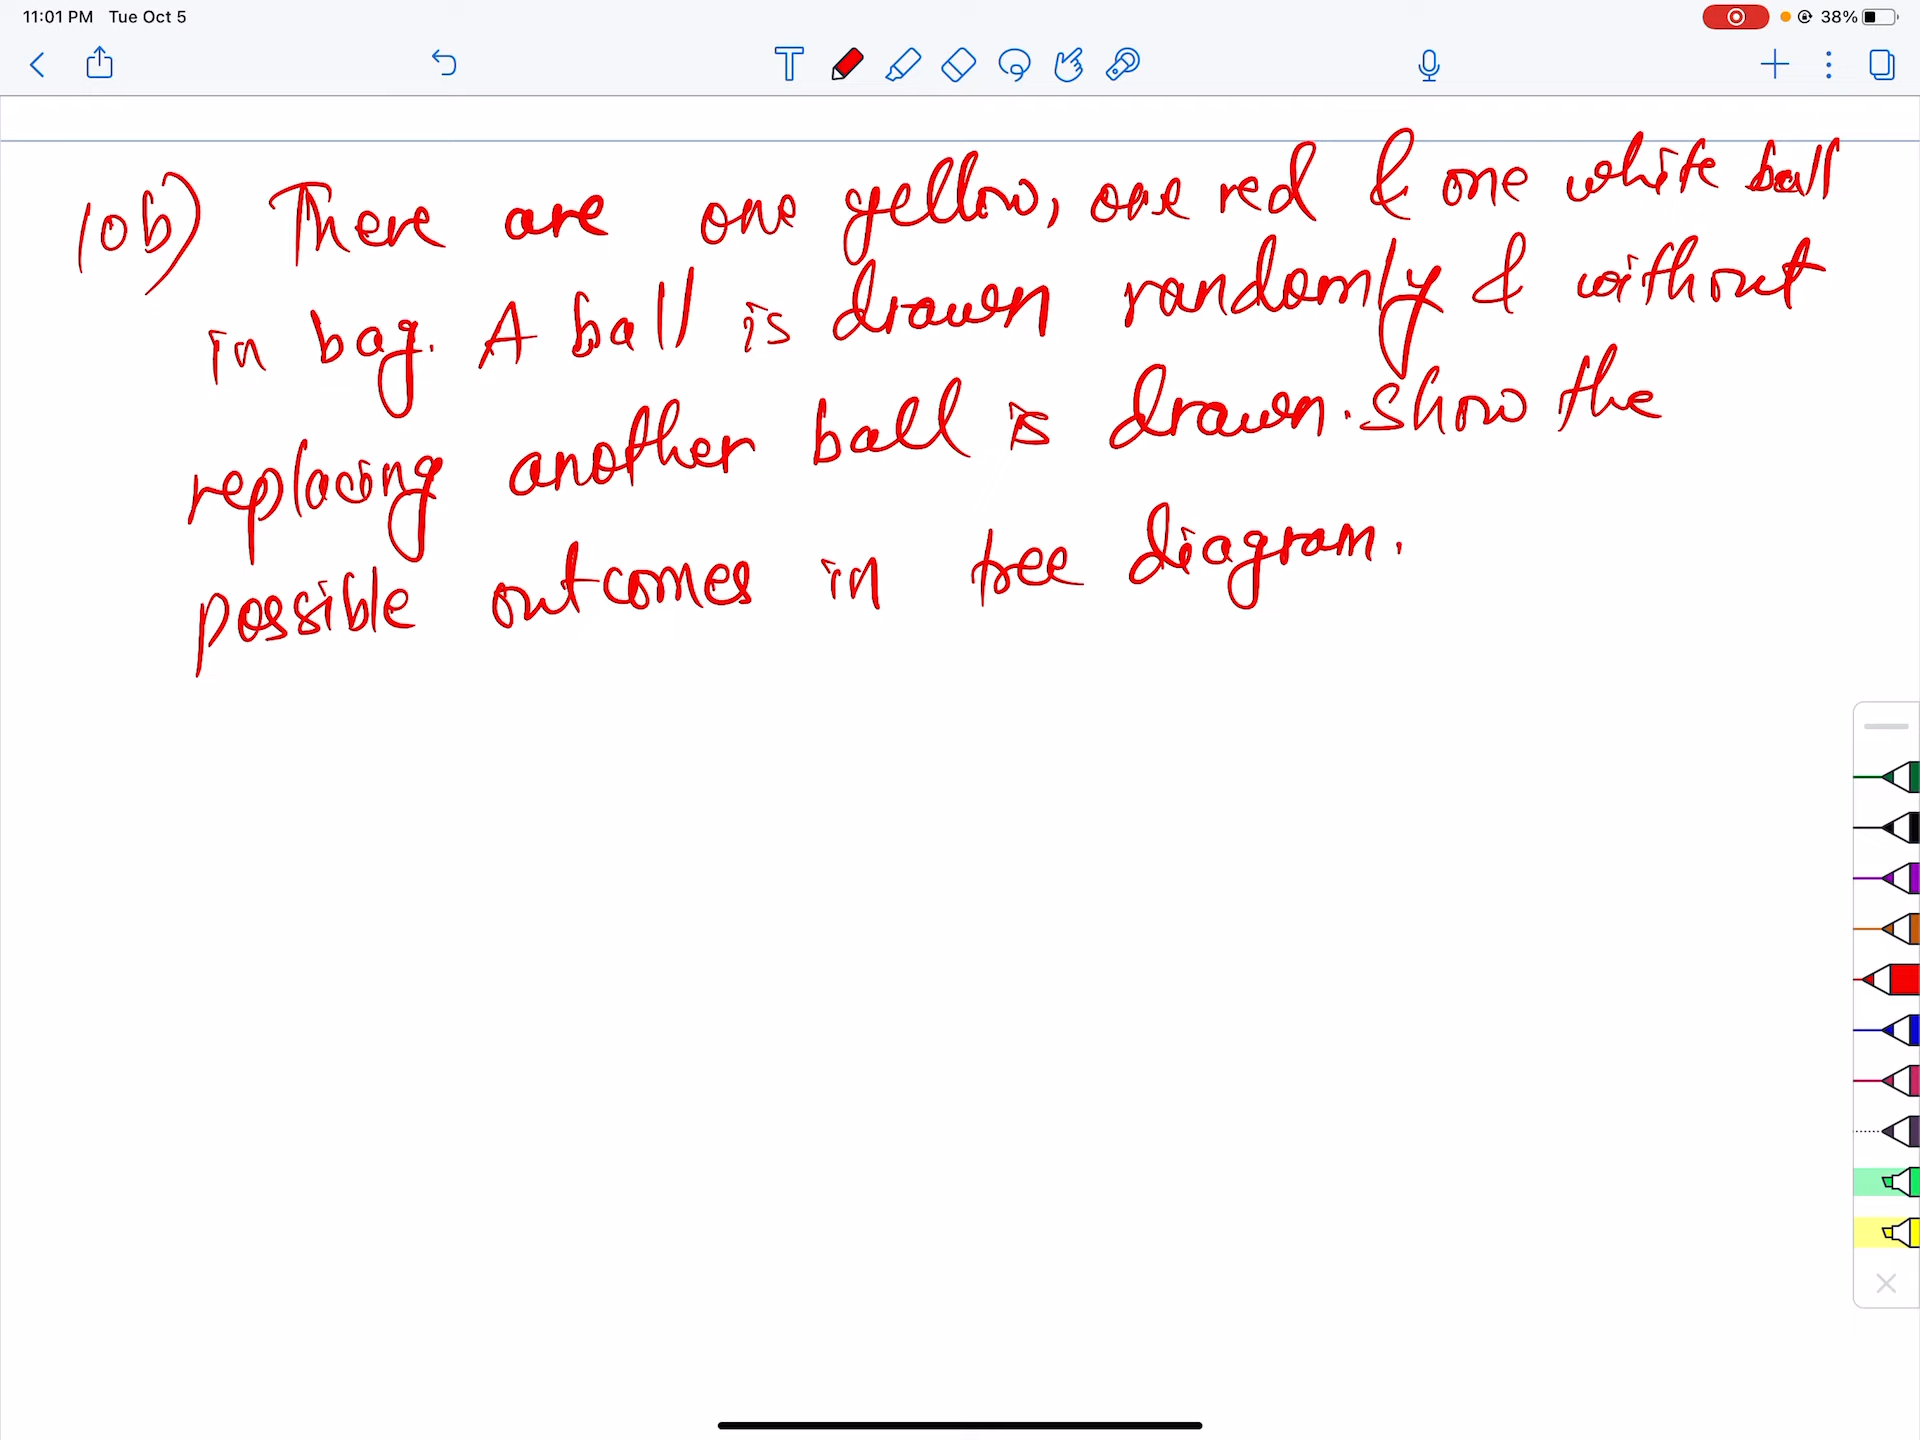 11:01 PM Tue Oct 5
38%
10b) There are one yellow, one red & one white ball
in bag. A ball is drawn randomly & without
replacing another ball is drawn. show the
possible outcomes in tree diagram.